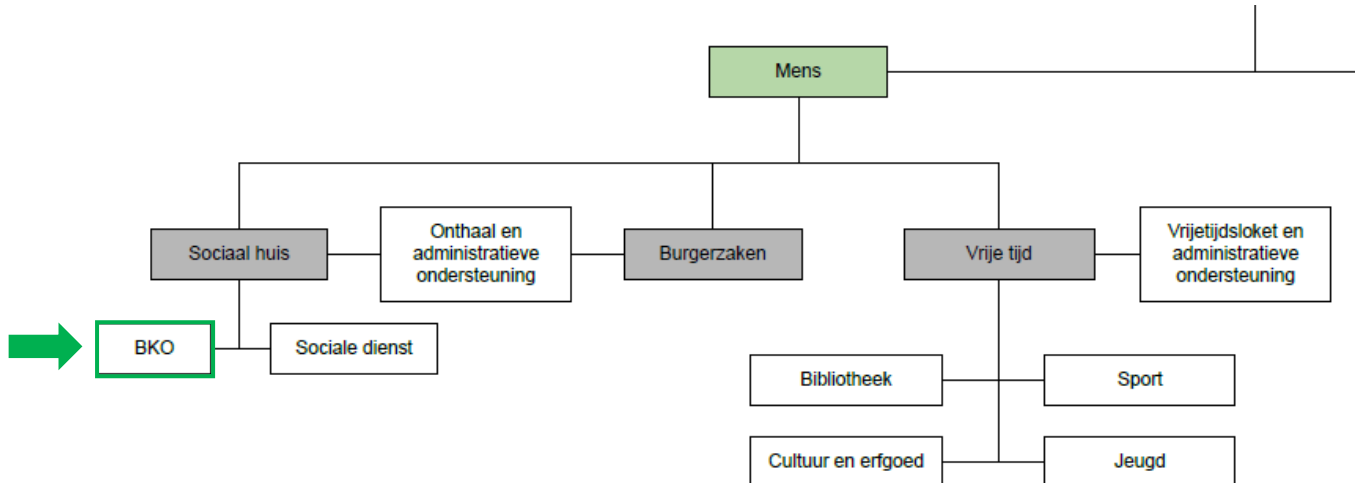 Mens
Sociaal huis
Onthaal en
administratieve
ondersteuning
Burgerzaken
Vrije tijd
Vrijetijdsloket en
administratieve
ondersteuning
BKO
Sociale dienst
Bibliotheek
Sport
Cultuur en erfgoed
Jeugd